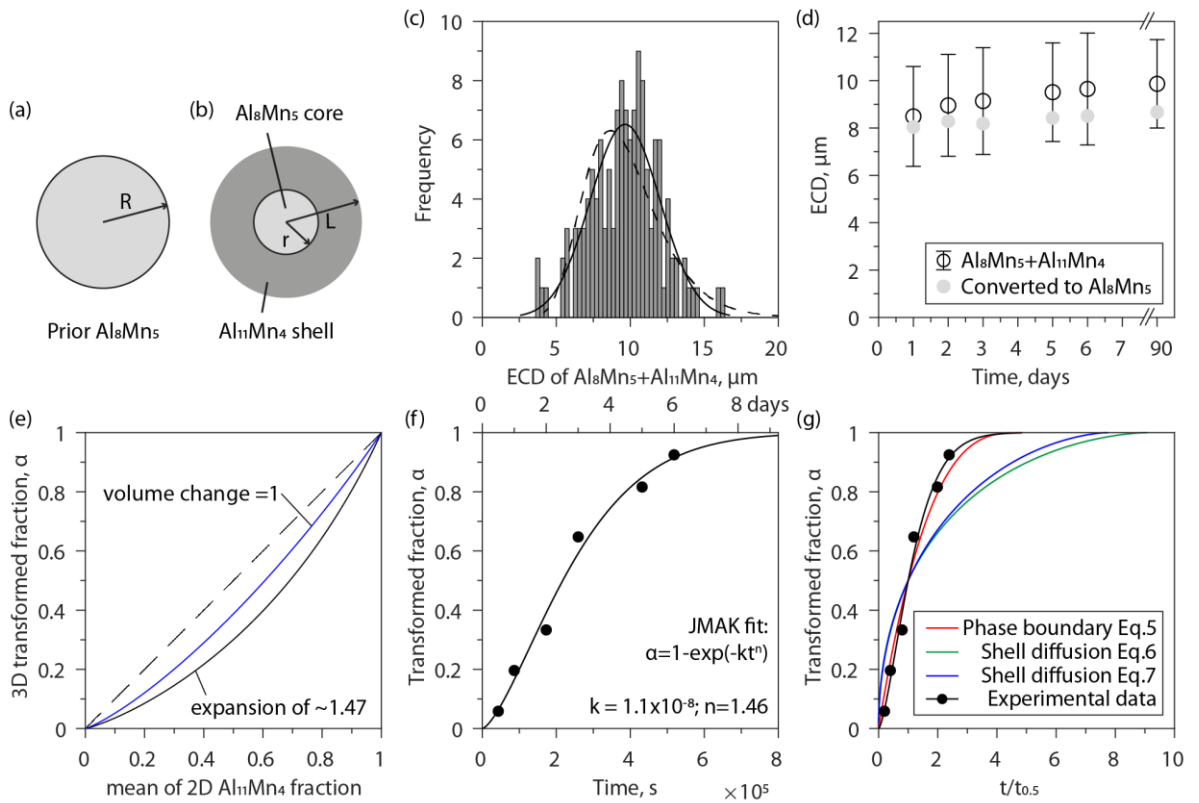 (a)
R
Prior Al₈Mn₅
(b)
Al₈Mn₅ core
L
r
Al₁₁Mn₄ shell
(c)
Frequency
10
8
6
4
2
0
0 5 10 15 20
ECD of Al₈Mn₅+Al₁₁Mn₄, μm
(d)
ECD, μm
12
10
8
6
4
2
0
Al₈Mn₅+Al₁₁Mn₄
Converted to Al₈Mn₅
0 1 2 3 4 5 6 7 90
Time, days
(e)
3D transformed fraction, α
1
0.8
0.6
0.4
0.2
0
volume change =1
expansion of ~1.47
0 0.2 0.4 0.6 0.8 1
mean of 2D Al₁₁Mn₄ fraction
(f)
0 2 4 6 8 days
Transformed fraction, α
1
0.8
0.6
0.4
0.2
0
JMAK fit:
α=1-exp(-ktⁿ)
k = 1.1x10⁻⁸; n=1.46
0 2 4 6 8
Time, s ×10⁵
(g)
Transformed fraction, α
1
0.8
0.6
0.4
0.2
0
Phase boundary Eq.5
Shell diffusion Eq.6
Shell diffusion Eq.7
Experimental data
0 2 4 6 8 10
t/t₀.₅